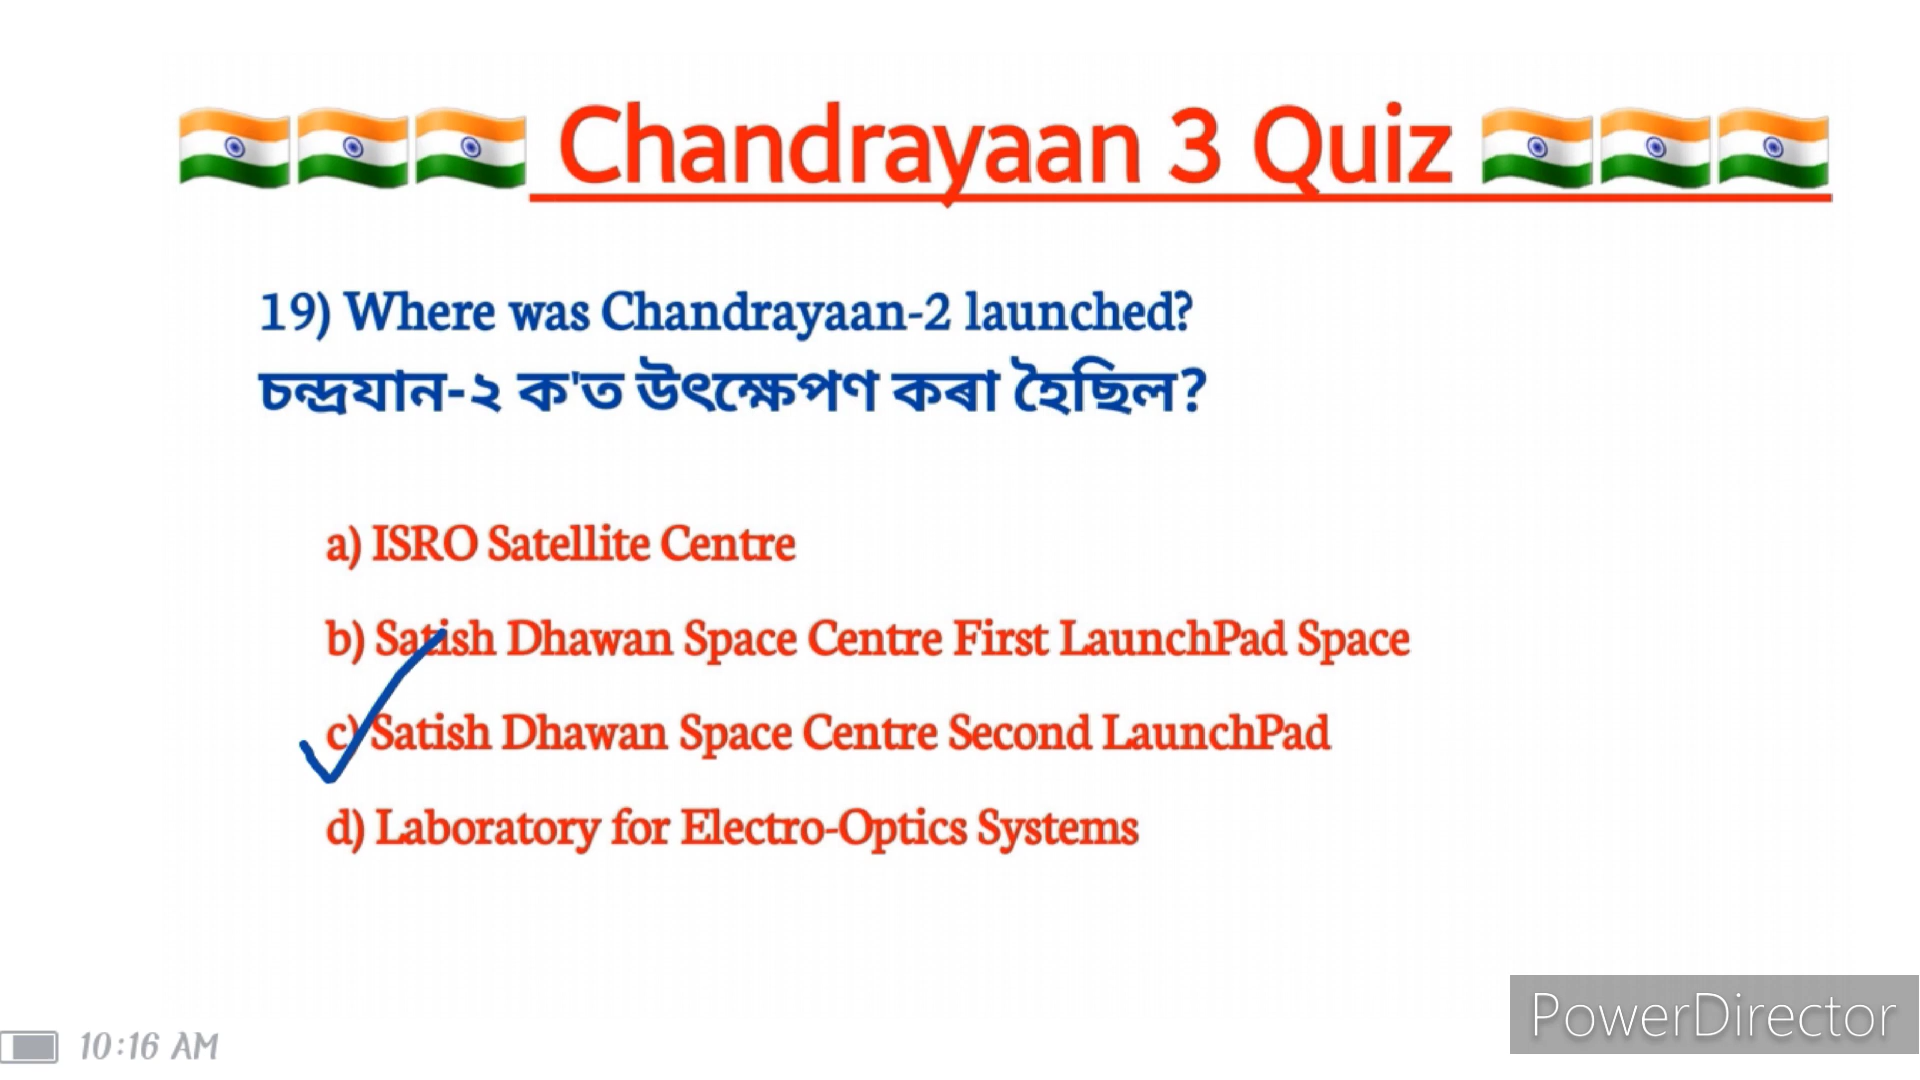 Chandrayaan 3 Quiz
19) Where was Chandrayaan-2 launched?
চন্দ্ৰযান-২ ক'ত উৎক্ষেপণ কৰা হৈছিল?
a) ISRO Satellite Centre
b) Satish Dhawan Space Centre First LaunchPad Space
c) Satish Dhawan Space Centre Second LaunchPad
d) Laboratory for Electro-Optics Systems
10:16 AM
PowerDirector